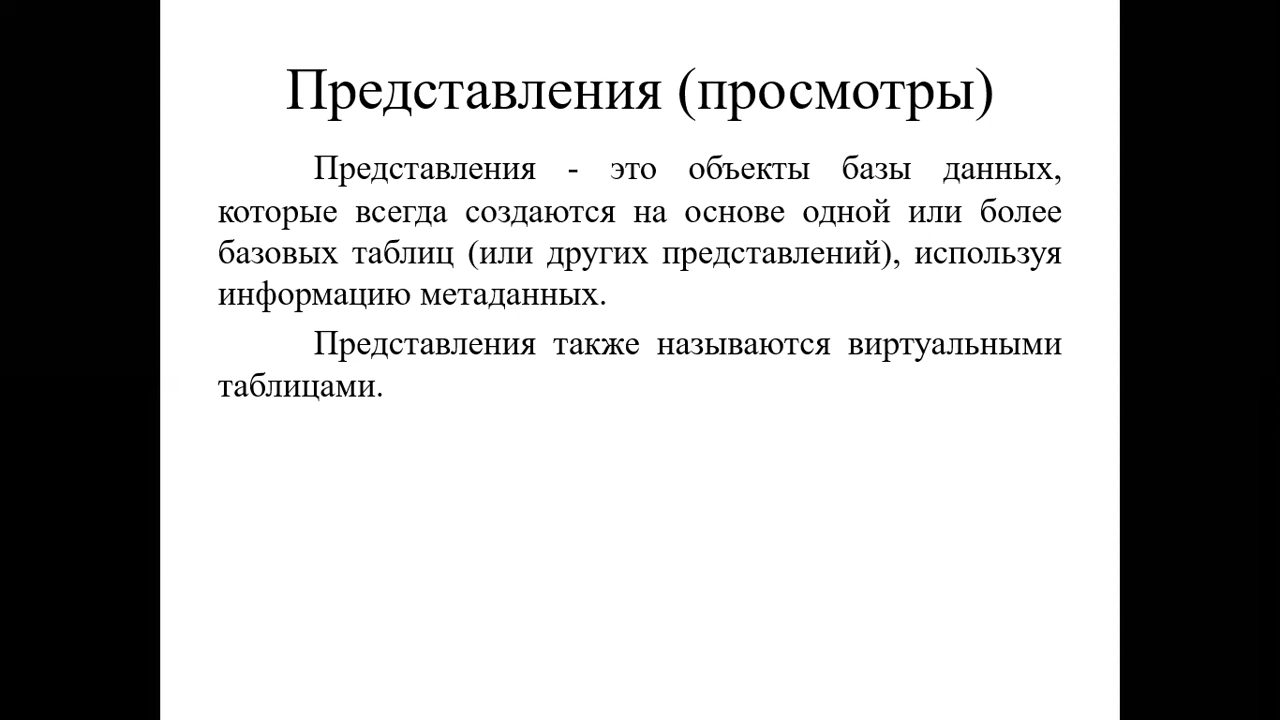 Представления (просмотры)
Представления - это объекты базы данных,
которые всегда создаются на основе одной или более
базовых таблиц (или других представлений), используя
информацию метаданных.
Представления также называются виртуальными
таблицами.